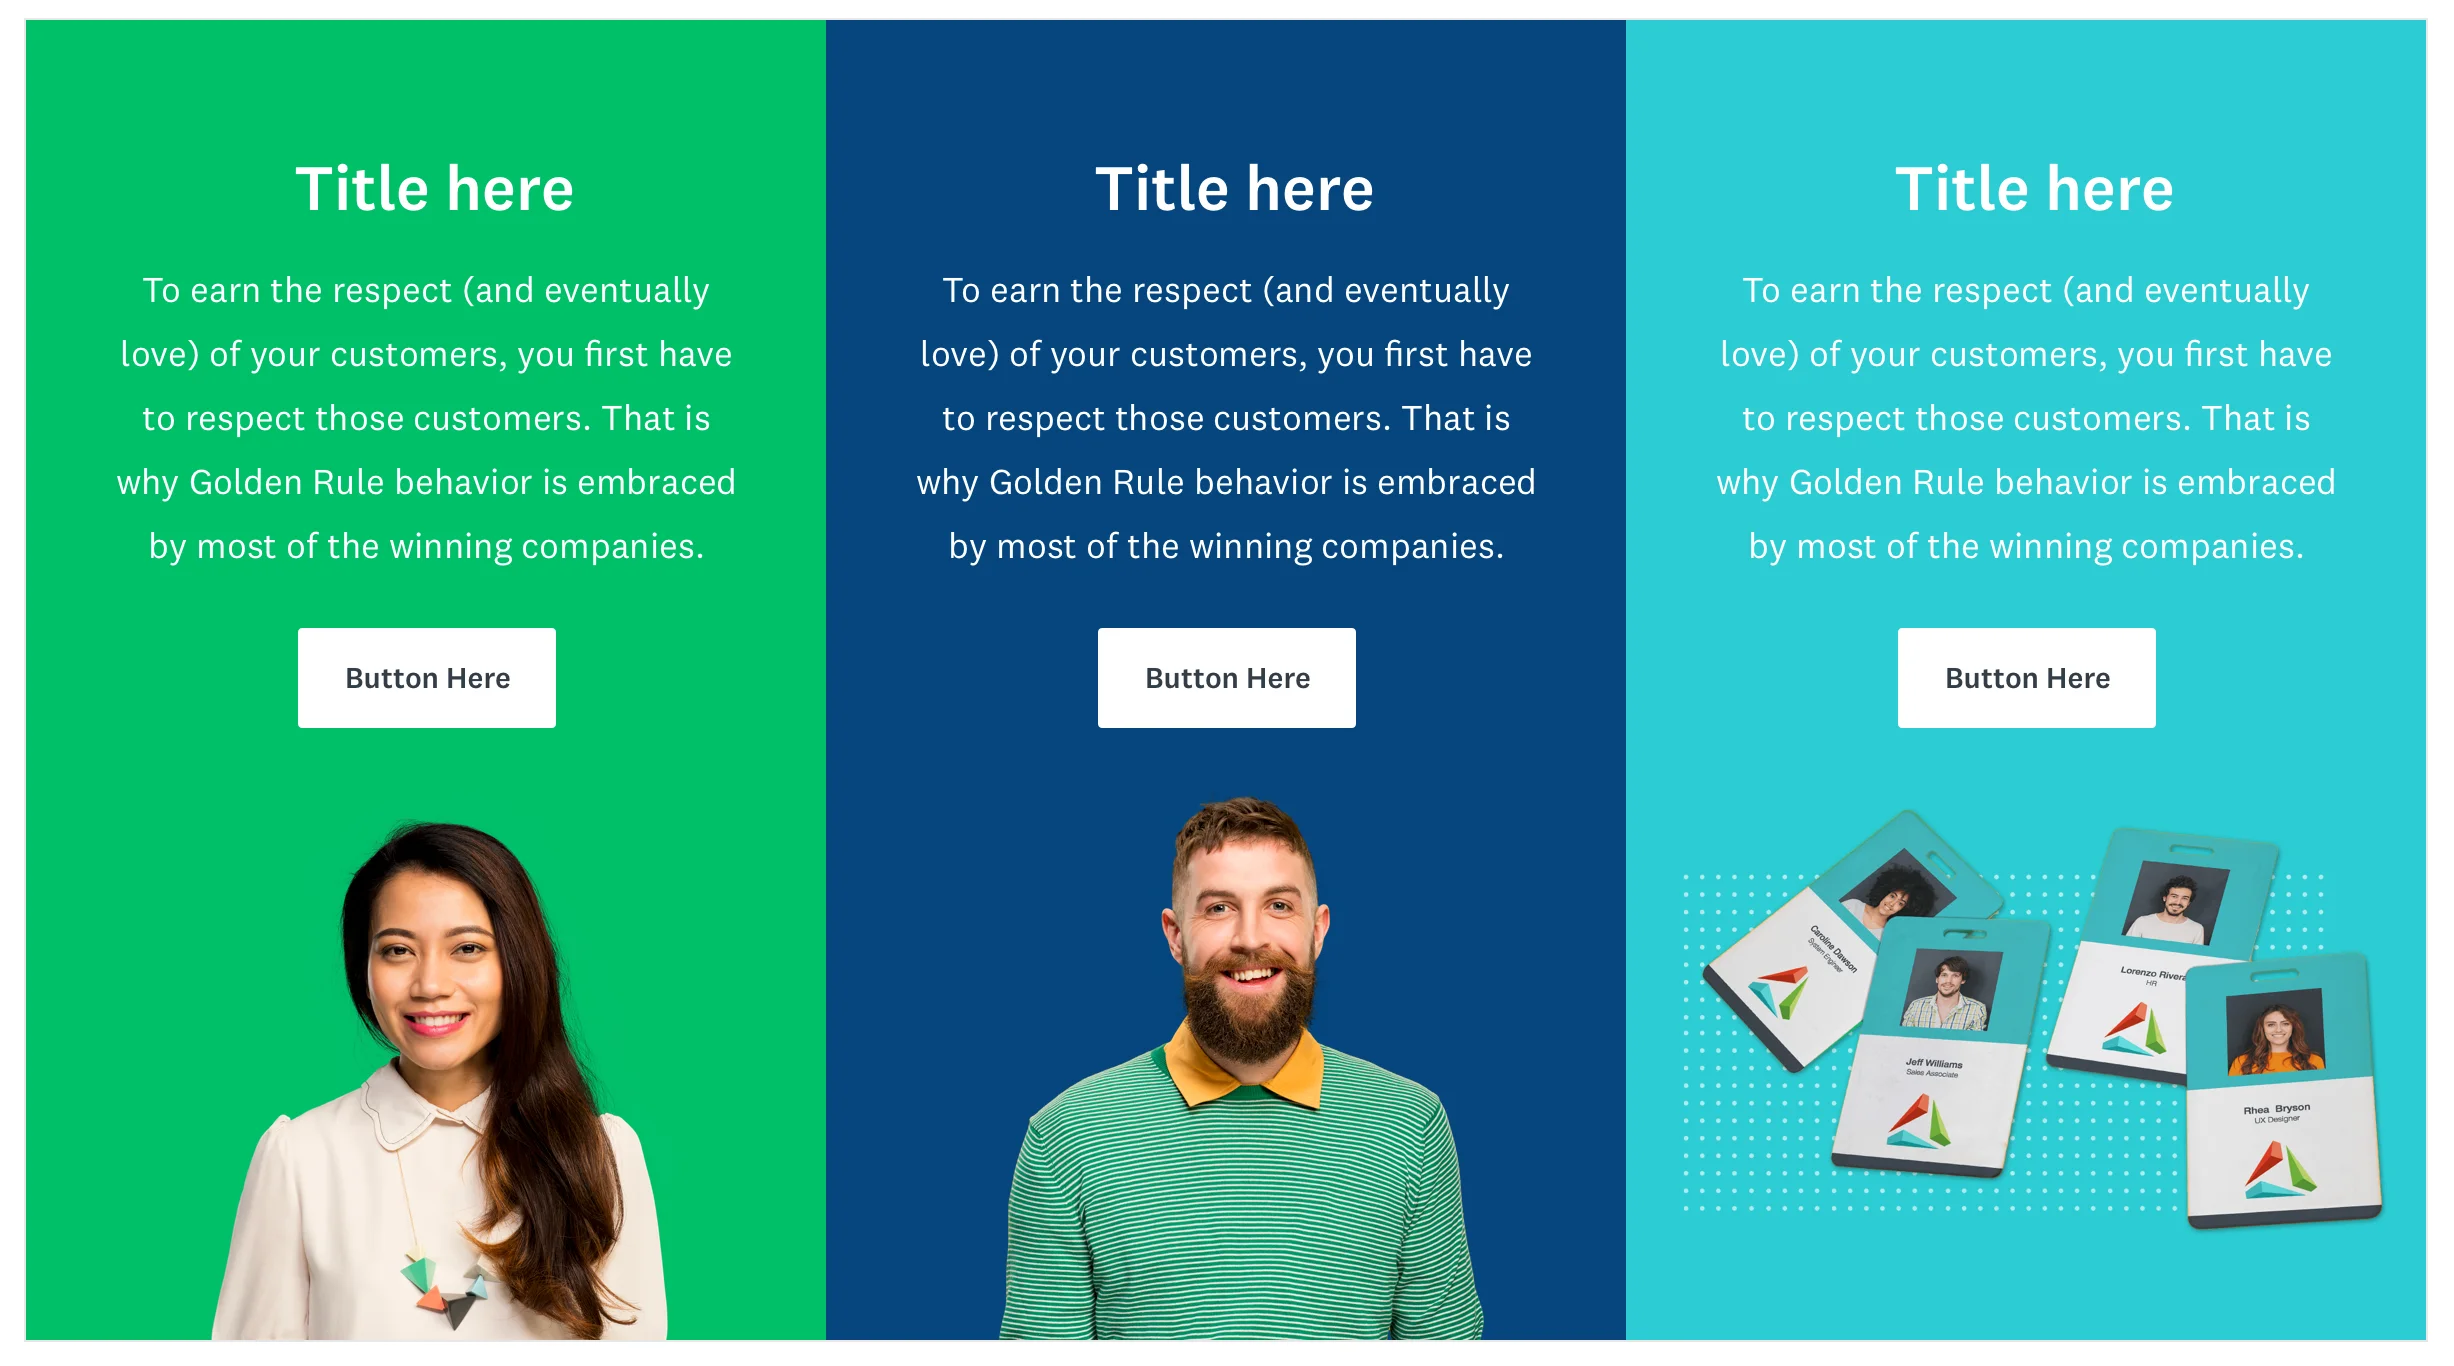 Title here
To earn the respect (and eventually
love) of your customers, you first have
to respect those customers. That is
why Golden Rule behavior is embraced
by most of the winning companies.
Button Here
Title here
To earn the respect (and eventually
love) of your customers, you first have
to respect those customers. That is
why Golden Rule behavior is embraced
by most of the winning companies.
Button Here
Title here
To earn the respect (and eventually
love) of your customers, you first have
to respect those customers. That is
why Golden Rule behavior is embraced
by most of the winning companies.
Button Here
Caroline Dawson
System Engineer
Jeff Williams
Sales Associate
Lorenzo Rivera
HR
Rhea Bryson
UX Designer